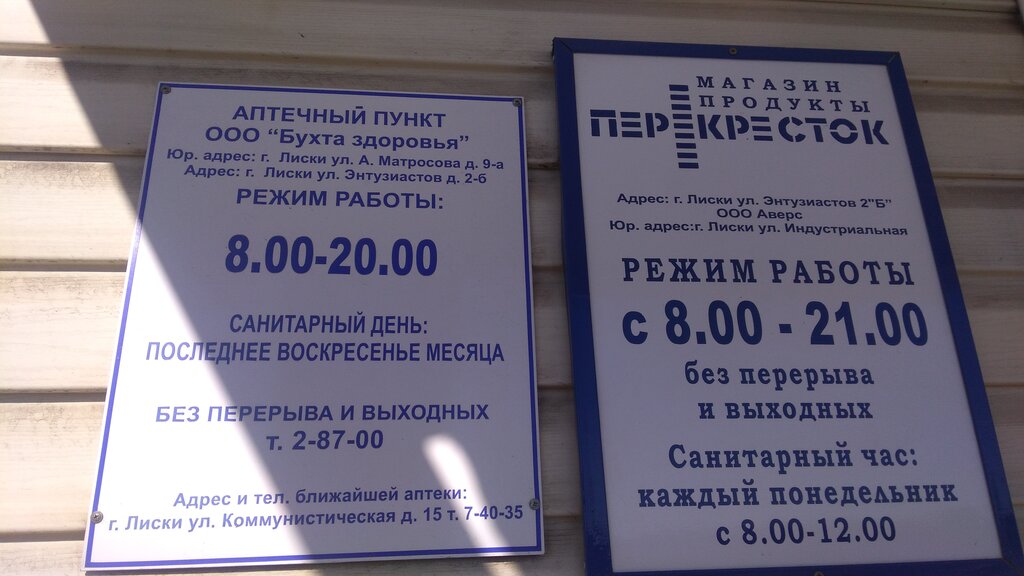 АПТЕЧНЫЙ ПУНКТ
ООО "Бухта здоровья"
Юр. адрес: г. Лиски ул. А. Матросова д. 9-а
Адрес: г. Лиски ул. Энтузиастов д. 2-б
РЕЖИМ РАБОТЫ:
8.00-20.00
САНИТАРНЫЙ ДЕНЬ:
ПОСЛЕДНЕЕ ВОСКРЕСЕНЬЕ МЕСЯЦА
БЕЗ ПЕРЕРЫВА И ВЫХОДНЫХ
т. 2-87-00
Адрес и тел. ближайшей аптеки:
г. Лиски ул. Коммунистическая д. 15 т. 7-40-35
МАГАЗИН
ПРОДУКТЫ
ПЕРЕКРЕСТОК
Адрес: г. Лиски ул. Энтузиастов 2"Б"
ООО Аверс
Юр. адрес:г. Лиски ул. Индустриальная
РЕЖИМ РАБОТЫ
с 8.00 - 21.00
без перерыва
и выходных
Санитарный час:
каждый понедельник
с 8.00-12.00